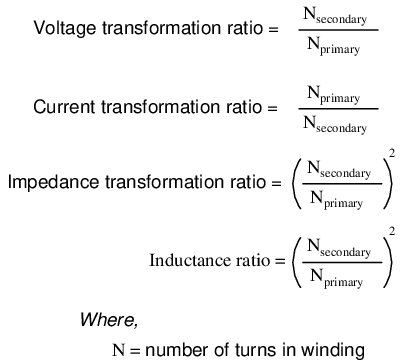 Voltage transformation ratio = N_secondary / N_primary
Current transformation ratio = N_primary / N_secondary
Impedance transformation ratio = (N_secondary / N_primary)^2
Inductance ratio = (N_secondary / N_primary)^2
Where,
N = number of turns in winding